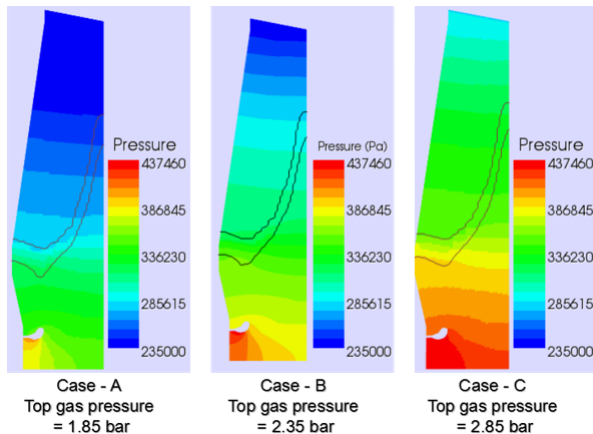 Pressure
437460
386845
336230
285615
235000
Case - A
Top gas pressure
= 1.85 bar
Pressure (Pa)
437460
386845
336230
285615
235000
Case - B
Top gas pressure
= 2.35 bar
Pressure
437460
386845
336230
285615
235000
Case - C
Top gas pressure
= 2.85 bar